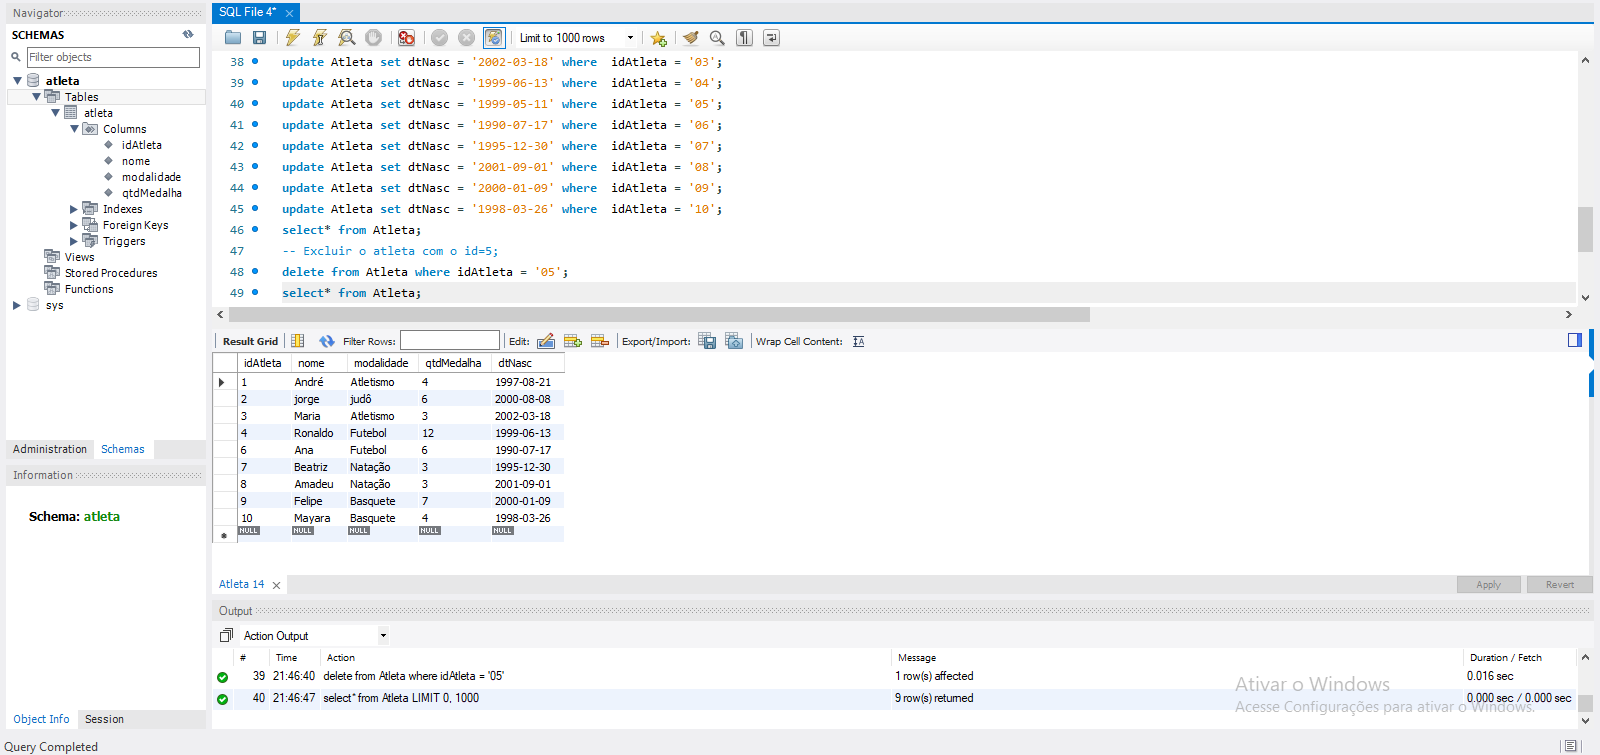 Navigator
SCHEMAS
Filter objects
atleta
Tables
atleta
Columns
idAtleta
nome
modalidade
qtdMedalha
Indexes
Foreign Keys
Triggers
Views
Stored Procedures
Functions
sys
Administration Schemas
Information
Schema: atleta
Object Info Session
Query Completed
SQL File 4*
Limit to 1000 rows
38 update Atleta set dtNasc = '2002-03-18' where idAtleta = '03';
39 update Atleta set dtNasc = '1999-06-13' where idAtleta = '04';
40 update Atleta set dtNasc = '1999-05-11' where idAtleta = '05';
41 update Atleta set dtNasc = '1990-07-17' where idAtleta = '06';
42 update Atleta set dtNasc = '1995-12-30' where idAtleta = '07';
43 update Atleta set dtNasc = '2001-09-01' where idAtleta = '08';
44 update Atleta set dtNasc = '2000-01-09' where idAtleta = '09';
45 update Atleta set dtNasc = '1998-03-26' where idAtleta = '10';
46 select* from Atleta;
47 -- Excluir o atleta com o id=5;
48 delete from Atleta where idAtleta = '05';
49 select* from Atleta;
Result Grid Filter Rows: Edit: Export/Import: Wrap Cell Content:
idAtleta nome modalidade qtdMedalha dtNasc
1 André Atletismo 4 1997-08-21
2 jorge judô 6 2000-08-08
3 Maria Atletismo 3 2002-03-18
4 Ronaldo Futebol 12 1999-06-13
6 Ana Futebol 6 1990-07-17
7 Beatriz Natação 3 1995-12-30
8 Amadeu Natação 3 2001-09-01
9 Felipe Basquete 7 2000-01-09
10 Mayara Basquete 4 1998-03-26
NULL NULL NULL NULL NULL
Atleta 14
Apply Revert
Output
Action Output
# Time Action Message Duration / Fetch
39 21:46:40 delete from Atleta where idAtleta = '05' 1 row(s) affected 0.016 sec
40 21:46:47 select* from Atleta LIMIT 0, 1000 9 row(s) returned 0.000 sec / 0.000 sec
Ativar o Windows
Acesse Configurações para ativar o Windows.